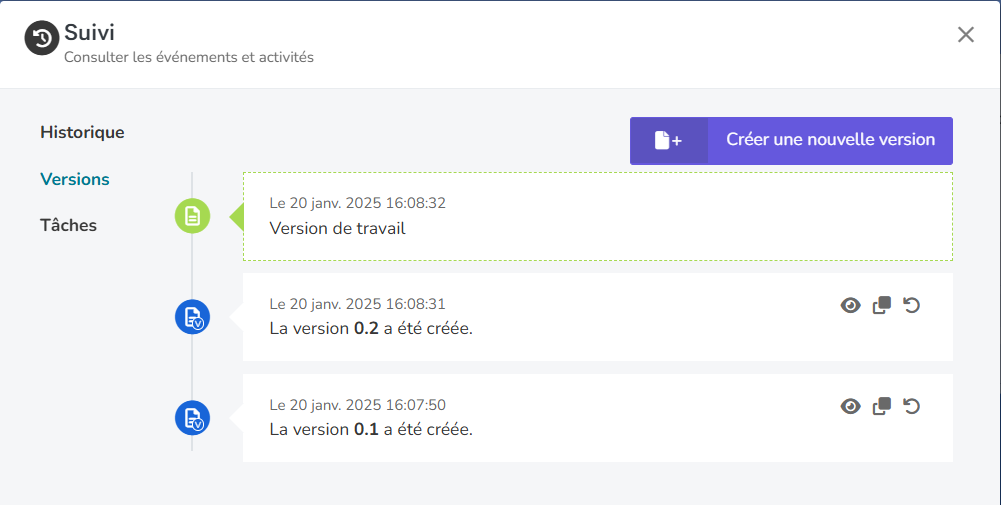 Suivi
Consulter les événements et activités
Historique
Créer une nouvelle version
Versions
Tâches
Le 20 janv. 2025 16:08:32
Version de travail
Le 20 janv. 2025 16:08:31
La version 0.2 a été créée.
Le 20 janv. 2025 16:07:50
La version 0.1 a été créée.